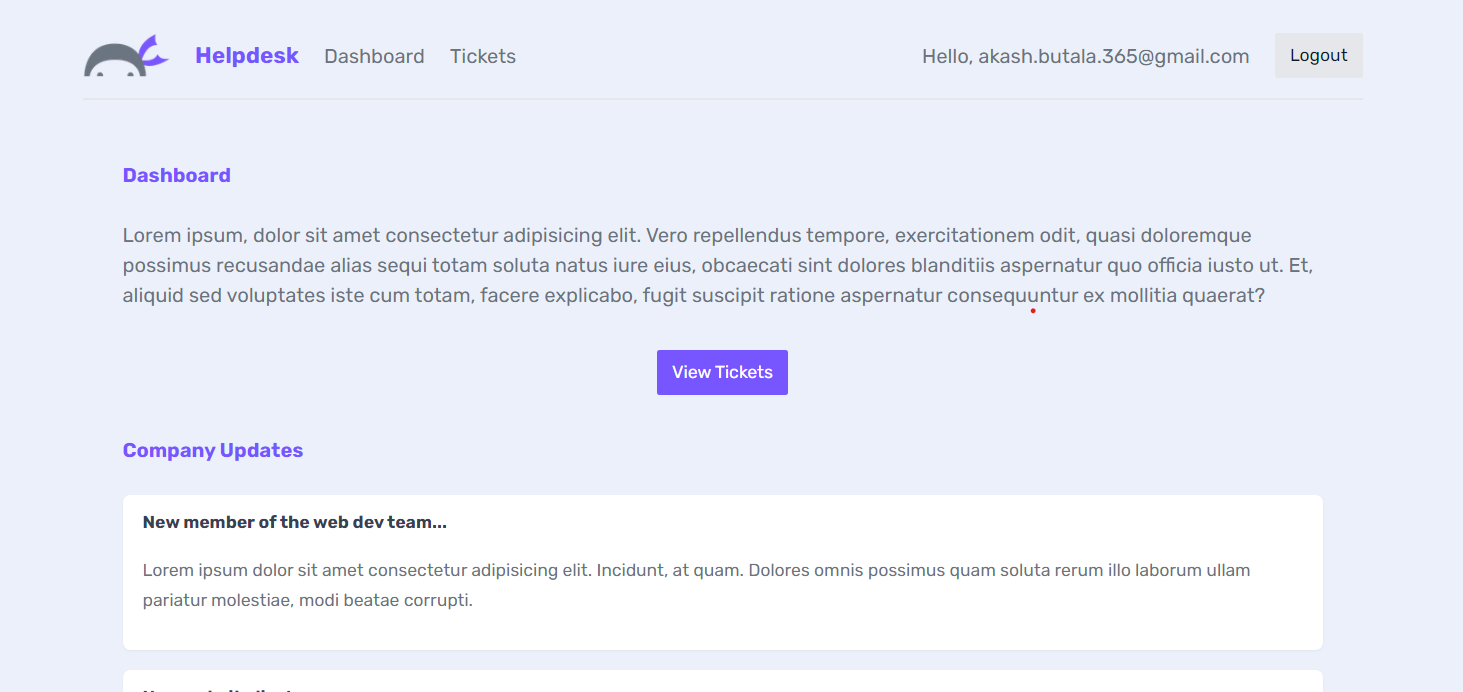 Helpdesk Dashboard Tickets Hello, akash.butala.365@gmail.com Logout
Dashboard
Lorem ipsum, dolor sit amet consectetur adipisicing elit. Vero repellendus tempore, exercitationem odit, quasi doloremque
possimus recusandae alias sequi totam soluta natus iure eius, obcaecati sint dolores blanditiis aspernatur quo officia iusto ut. Et,
aliquid sed voluptates iste cum totam, facere explicabo, fugit suscipit ratione aspernatur consequuntur ex mollitia quaerat?
View Tickets
Company Updates
New member of the web dev team...
Lorem ipsum dolor sit amet consectetur adipisicing elit. Incidunt, at quam. Dolores omnis possimus quam soluta rerum illo laborum ullam
pariatur molestiae, modi beatae corrupti.